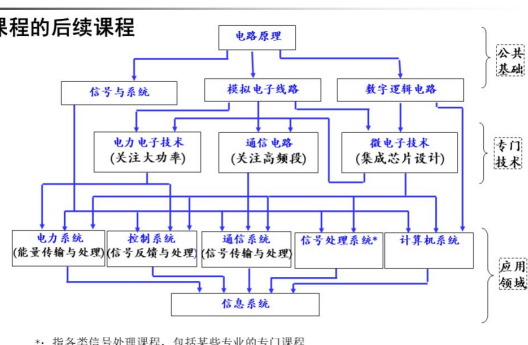 课程的后续课程
电路原理
公共
基础
信号与系统
模拟电子线路
数字逻辑电路
电力电子技术
(关注大功率)
通信电路
(关注高频段)
微电子技术
(集成芯片设计)
专门
技术
电力系统
(能量传输与处理)
控制系统
(信号反馈与处理)
通信系统
(信号传输与处理)
信号处理系统*
计算机系统
应用
领域
信息系统
*: 指各类信号处理课程，包括某些专业的专门课程